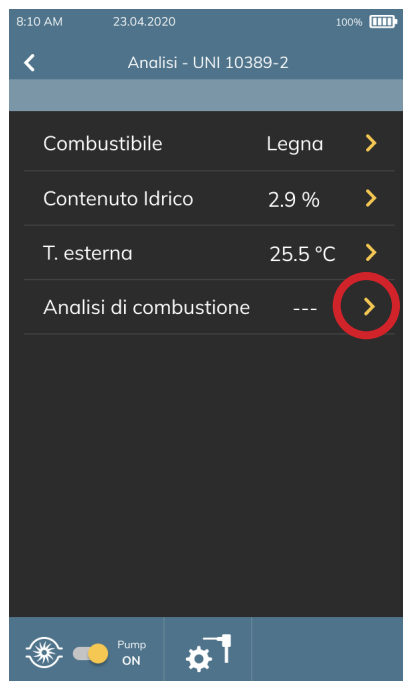 8:10 AM 23.04.2020 100%
Analisi - UNI 10389-2
Combustibile Legna
Contenuto Idrico 2.9 %
T. esterna 25.5 °C
Analisi di combustione ---
Pump
ON